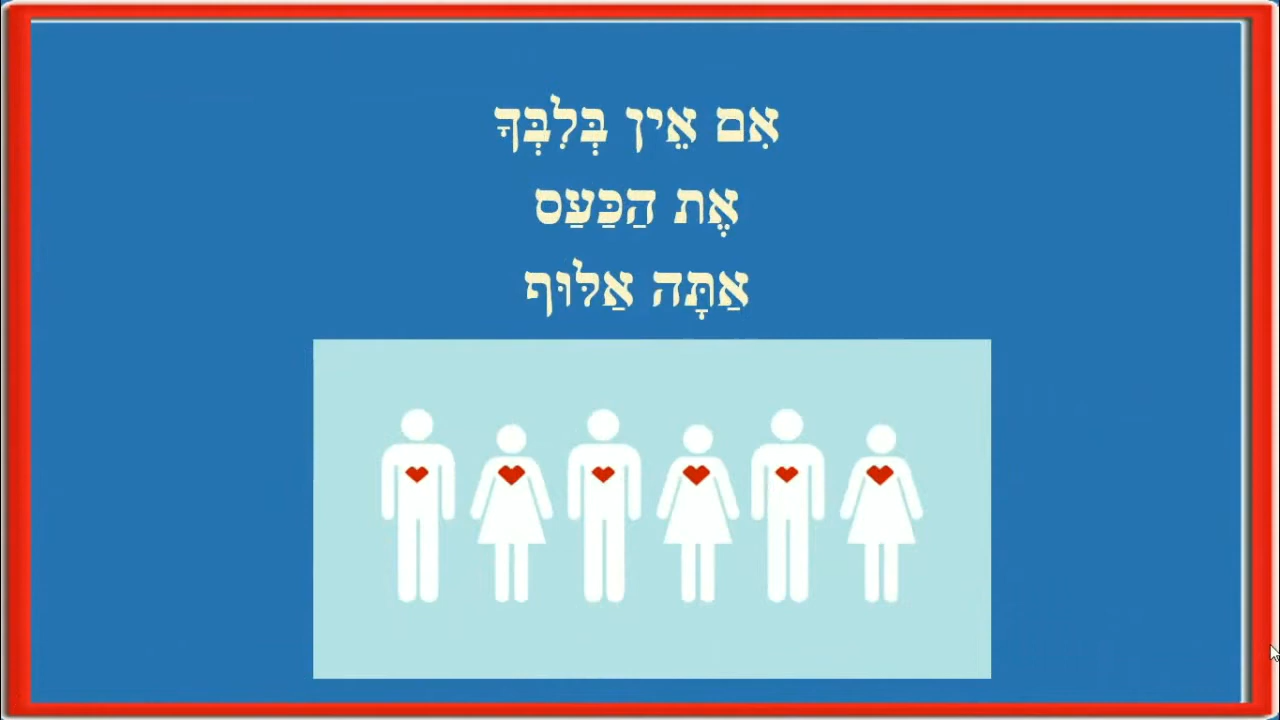 אִם אֵין בְּלִבְּךָ
אֶת הַכַּעַס
אַתָּה אַלּוּף